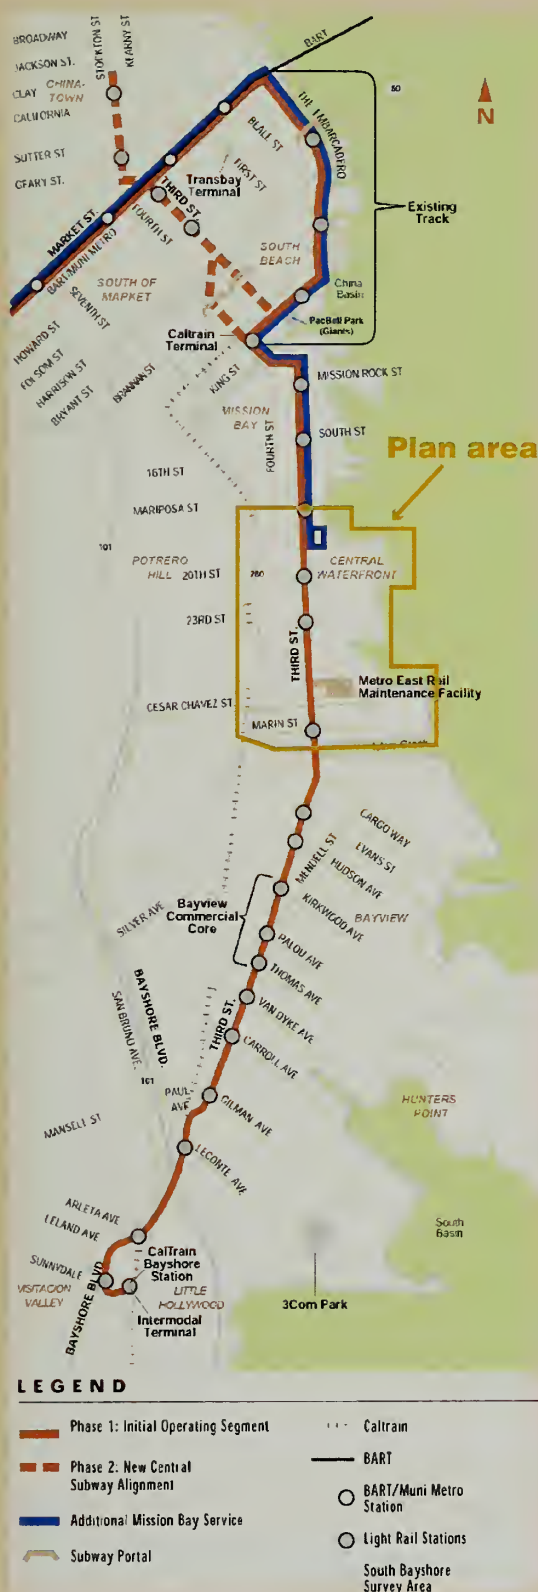 BROADWAY
STOCKTON ST
KEARNY ST
BART
JACKSON ST.
CLAY
CHINA-
TOWN
CALIFORNIA
80
N
THE EMBARCADERO
SUTTER ST
GEARY ST.
FIRST ST
Transbay
Terminal
THIRD ST.
FOURTH ST
MARKET ST.
BART/MUNI METRO
Existing
Track
SOUTH
BEACH
SEVENTH ST
SOUTH OF
MARKET
China
Basin
PacBell Park
(Giants)
HOWARD ST
FOLSOM ST
HARRISON ST
BRYANT ST
BRANNAN ST
Caltrain
Terminal
KING ST
MISSION ROCK ST
MISSION
BAY
FOURTH ST
SOUTH ST
Plan area
16TH ST
MARIPOSA ST
101
POTRERO
HILL
20TH ST
280
CENTRAL
WATERFRONT
23RD ST
THIRD ST.
Metro East Rail
Maintenance Facility
CESAR CHAVEZ ST
MARIN ST
CARGO WAY
MENDELL ST
EVANS ST
HUDSON AVE
Bayview
Commercial
Core
SILVER AVE
KIRKWOOD AVE
BAYVIEW
PALOU AVE
THOMAS AVE
BAYSHORE BLVD.
SAN BRUNO AVE.
THIRD ST.
VAN DYKE AVE
CARROLL AVE
101
PAUL
AVE
GILMAN AVE
HUNTERS
POINT
MANSELL ST
LECONTE AVE
ARLETA AVE
LELAND AVE
South
Basin
CalTrain
Bayshore
Station
SUNNYDALE
VISITACION
VALLEY
BAYSHORE BLVD
LITTLE
HOLLYWOOD
Intermodal
Terminal
3Com Park
LEGEND
Phase 1: Initial Operating Segment
Phase 2: New Central
Subway Alignment
Additional Mission Bay Service
Subway Portal
Caltrain
BART
BART/Muni Metro
Station
Light Rail Stations
South Bayshore
Survey Area